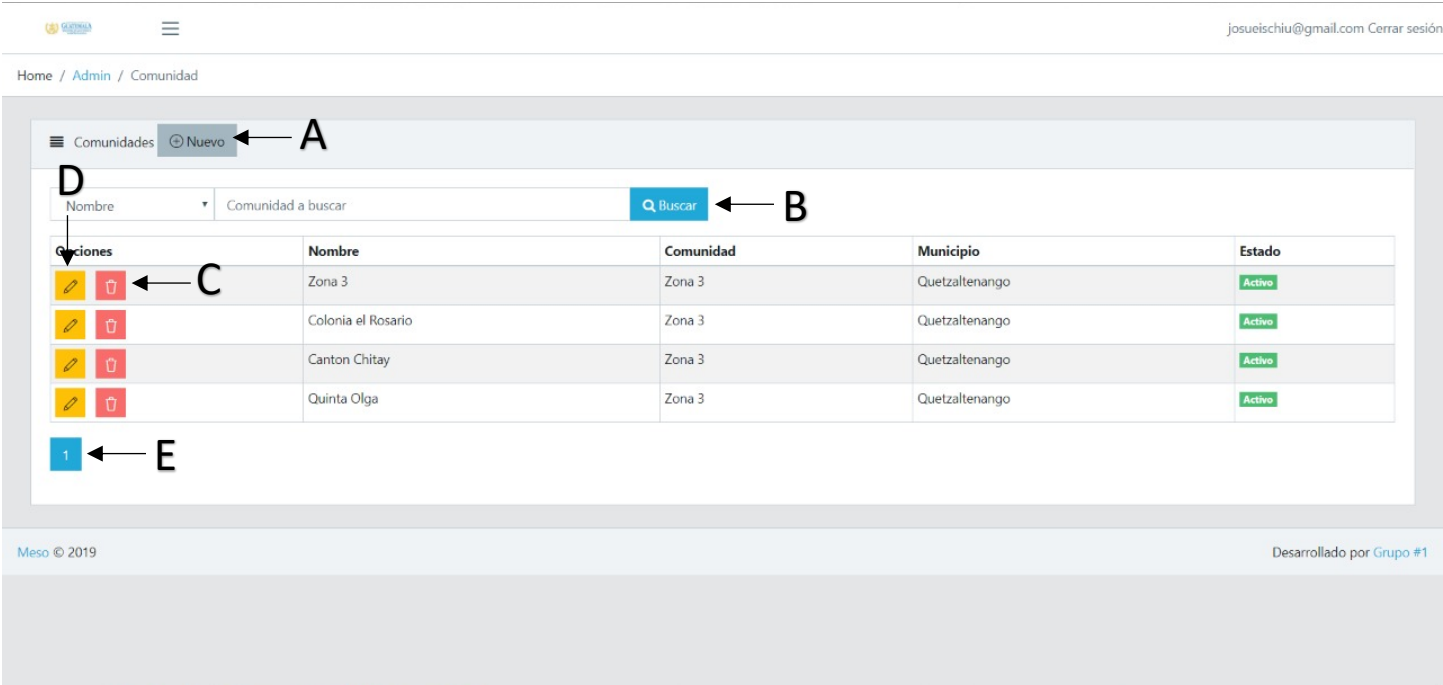 GUATEMALA
josueischiu@gmail.com Cerrar sesión
Home / Admin / Comunidad
Comunidades Nuevo A
D
Nombre Comunidad a buscar Buscar B
Opciones Nombre Comunidad Municipio Estado
C Zona 3 Zona 3 Quetzaltenango Activo
Colonia el Rosario Zona 3 Quetzaltenango Activo
Canton Chitay Zona 3 Quetzaltenango Activo
Quinta Olga Zona 3 Quetzaltenango Activo
1 E
Meso © 2019 Desarrollado por Grupo #1